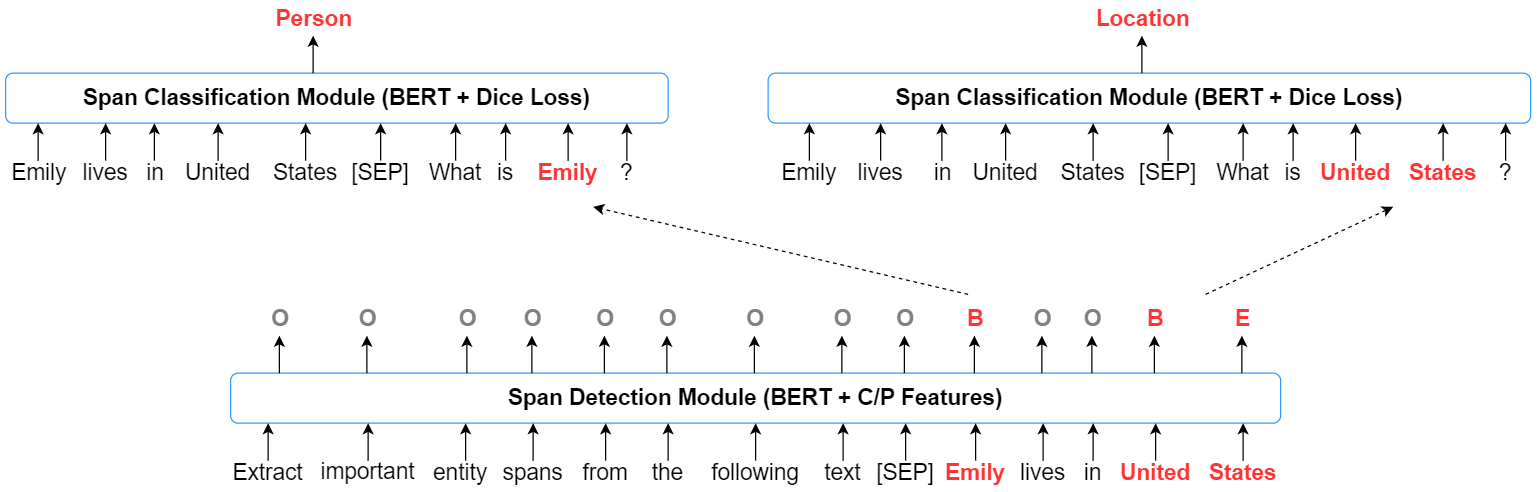 Person
Location
Span Classification Module (BERT + Dice Loss)
Span Classification Module (BERT + Dice Loss)
Emily lives in United States [SEP] What is Emily ?
Emily lives in United States [SEP] What is United States ?
O O O O O O O O O B O O B E
Span Detection Module (BERT + C/P Features)
Extract important entity spans from the following text [SEP] Emily lives in United States